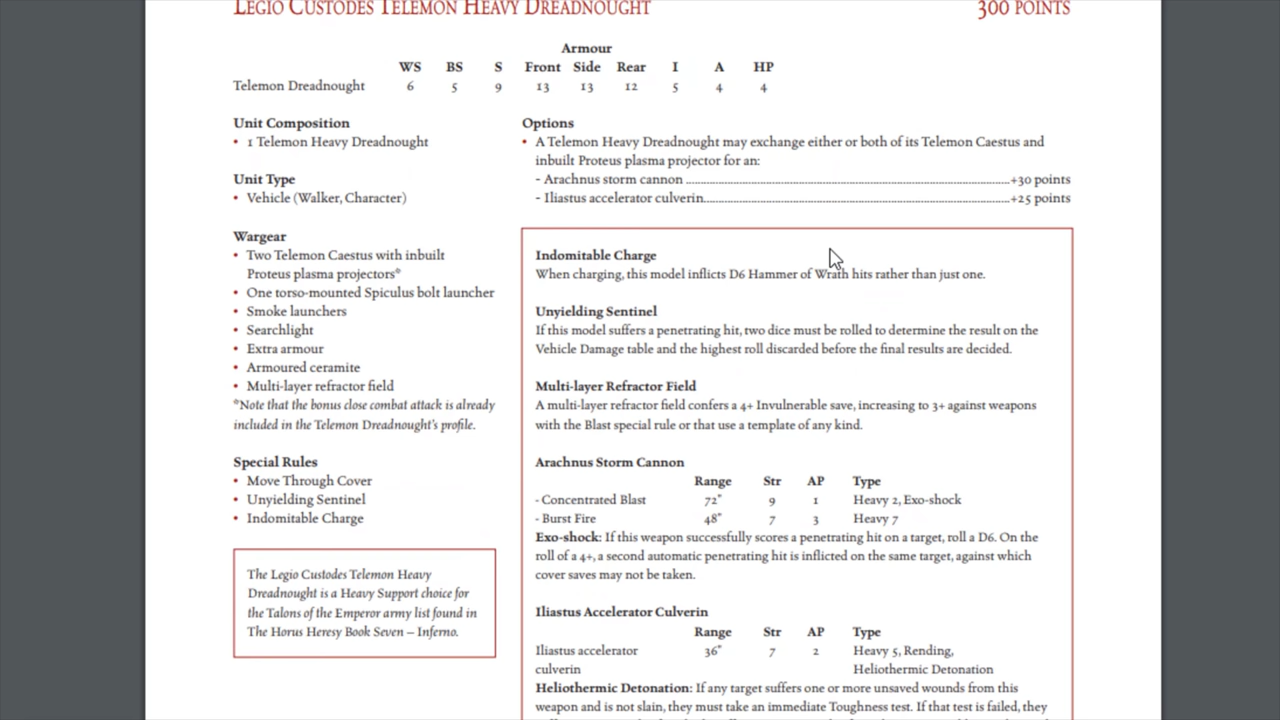 Legio Custodes Telemon Heavy Dreadnought 300 points
Armour
WS BS S Front Side Rear I A HP
Telemon Dreadnought 6 5 9 13 13 12 5 4 4
Unit Composition
• 1 Telemon Heavy Dreadnought
Unit Type
• Vehicle (Walker, Character)
Wargear
• Two Telemon Caestus with inbuilt
Proteus plasma projectors*
• One torso-mounted Spiculus bolt launcher
• Smoke launchers
• Searchlight
• Extra armour
• Armoured ceramite
• Multi-layer refractor field
*Note that the bonus close combat attack is already
included in the Telemon Dreadnought's profile.
Special Rules
• Move Through Cover
• Unyielding Sentinel
• Indomitable Charge
The Legio Custodes Telemon Heavy
Dreadnought is a Heavy Support choice for
the Talons of the Emperor army list found in
The Horus Heresy Book Seven – Inferno.
Options
• A Telemon Heavy Dreadnought may exchange either or both of its Telemon Caestus and
inbuilt Proteus plasma projector for an:
- Arachnus storm cannon ........................................ +30 points
- Iliastus accelerator culverin........................................ +25 points
Indomitable Charge
When charging, this model inflicts D6 Hammer of Wrath hits rather than just one.
Unyielding Sentinel
If this model suffers a penetrating hit, two dice must be rolled to determine the result on the
Vehicle Damage table and the highest roll discarded before the final results are decided.
Multi-layer Refractor Field
A multi-layer refractor field confers a 4+ Invulnerable save, increasing to 3+ against weapons
with the Blast special rule or that use a template of any kind.
Arachnus Storm Cannon
Range Str AP Type
- Concentrated Blast 72" 9 1 Heavy 2, Exo-shock
- Burst Fire 48" 7 3 Heavy 7
Exo-shock: If this weapon successfully scores a penetrating hit on a target, roll a D6. On the
roll of a 4+, a second automatic penetrating hit is inflicted on the same target, against which
cover saves may not be taken.
Iliastus Accelerator Culverin
Range Str AP Type
Iliastus accelerator 36" 7 2 Heavy 5, Rending,
culverin Heliothermic Detonation
Heliothermic Detonation: If any target suffers one or more unsaved wounds from this
weapon and is not slain, they must take an immediate Toughness test. If that test is failed, they